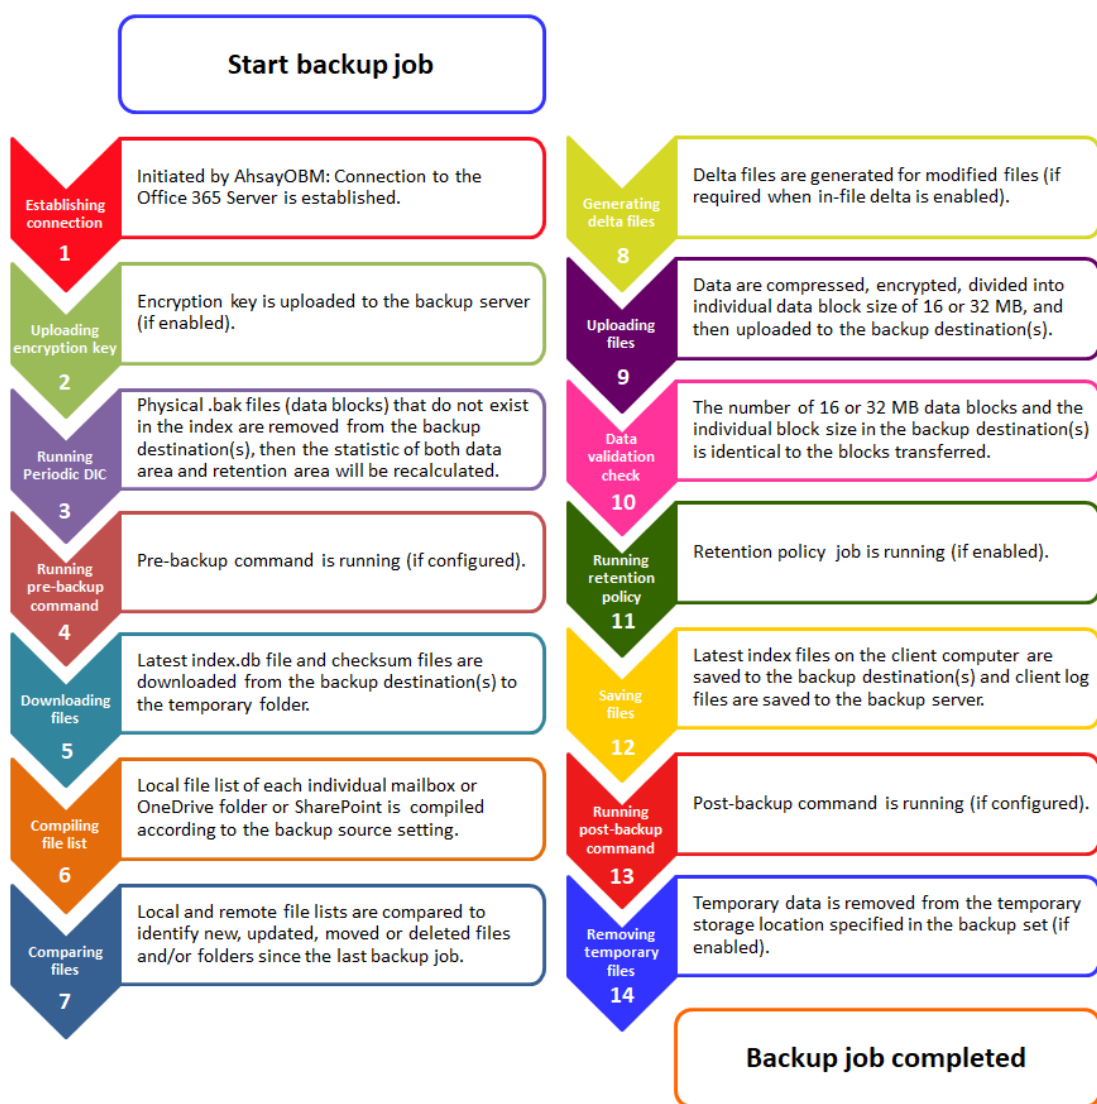 Start backup job
Establishing
connection
1
Initiated by AhsayOBM: Connection to the
Office 365 Server is established.
Uploading
encryption key
2
Encryption key is uploaded to the backup server
(if enabled).
Running
Periodic DIC
3
Physical .bak files (data blocks) that do not exist
in the index are removed from the backup
destination(s), then the statistic of both data
area and retention area will be recalculated.
Running
pre-backup
command
4
Pre-backup command is running (if configured).
Downloading
files
5
Latest index.db file and checksum files are
downloaded from the backup destination(s) to
the temporary folder.
Compiling
file list
6
Local file list of each individual mailbox or
OneDrive folder or SharePoint is compiled
according to the backup source setting.
Comparing
files
7
Local and remote file lists are compared to
identify new, updated, moved or deleted files
and/or folders since the last backup job.
Generating
delta files
8
Delta files are generated for modified files (if
required when in-file delta is enabled).
Uploading
files
9
Data are compressed, encrypted, divided into
individual data block size of 16 or 32 MB, and
then uploaded to the backup destination(s).
Data
validation
check
10
The number of 16 or 32 MB data blocks and the
individual block size in the backup destination(s)
is identical to the blocks transferred.
Running
retention
policy
11
Retention policy job is running (if enabled).
Saving
files
12
Latest index files on the client computer are
saved to the backup destination(s) and client log
files are saved to the backup server.
Running
post-backup
command
13
Post-backup command is running (if configured).
Removing
temporary
files
14
Temporary data is removed from the temporary
storage location specified in the backup set (if
enabled).
Backup job completed